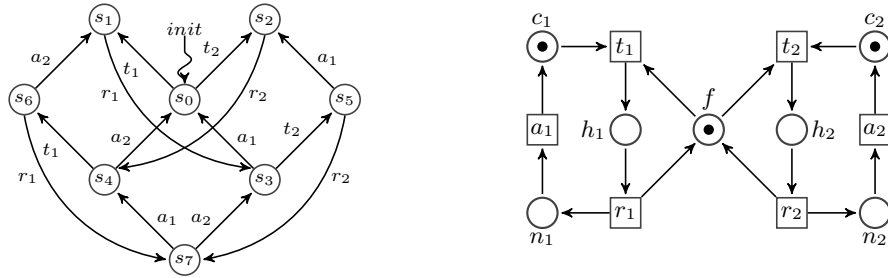 s1 init s2 c1 c2
t1 t2
a2 t1 t2 a1
f
s6 r1 s0 r2 s5
a1 h1 h2 a2
t1 a2 a1 t2
r1 s4 s3 r2
r1 r2
a1 a2
n1 n2
s7